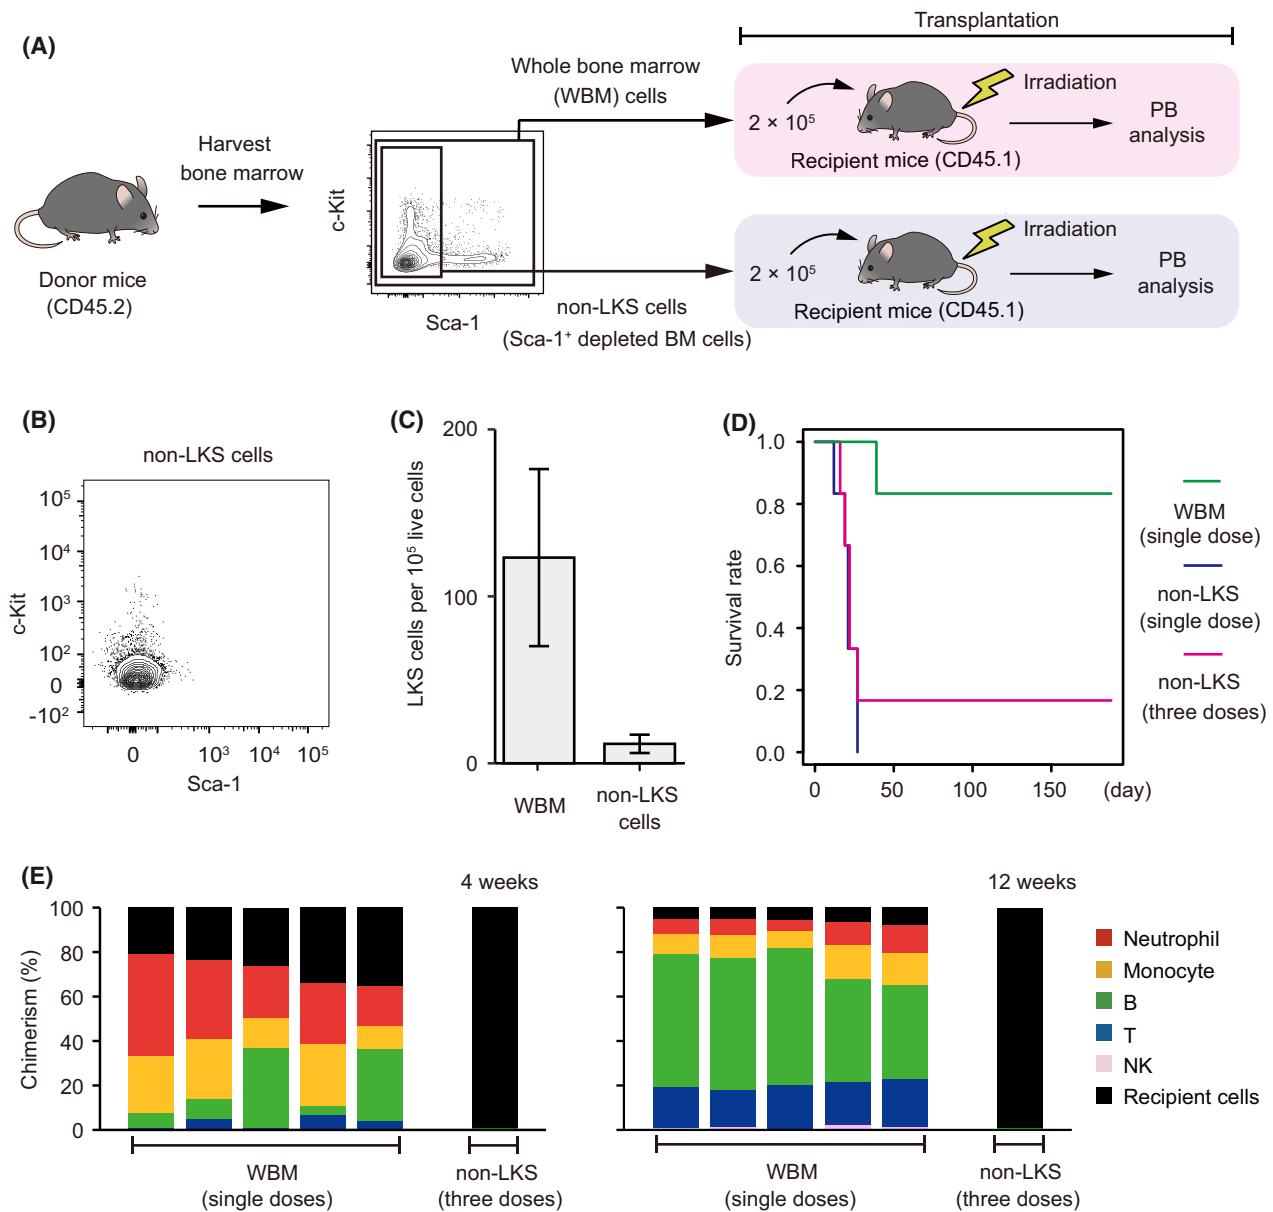 (A)
Transplantation
Whole bone marrow
(WBM) cells
Harvest
bone marrow
Donor mice
(CD45.2)
c-Kit
Sca-1
non-LKS cells
(Sca-1⁺ depleted BM cells)
2 × 10⁵
Irradiation
Recipient mice (CD45.1)
PB
analysis
2 × 10⁵
Irradiation
Recipient mice (CD45.1)
PB
analysis
(B)
non-LKS cells
c-Kit
10⁵
10⁴
10³
10²
0
-10²
0
10³
10⁴
10⁵
Sca-1
(C)
LKS cells per 10⁵ live cells
200
100
0
WBM
non-LKS
cells
(D)
Survival rate
1.0
0.8
0.6
0.4
0.2
0.0
0
50
100
150
(day)
WBM
(single dose)
non-LKS
(single dose)
non-LKS
(three doses)
(E)
Chimerism (%)
4 weeks
100
80
60
40
20
0
WBM
(single doses)
non-LKS
(three doses)
12 weeks
WBM
(single doses)
non-LKS
(three doses)
Neutrophil
Monocyte
B
T
NK
Recipient cells